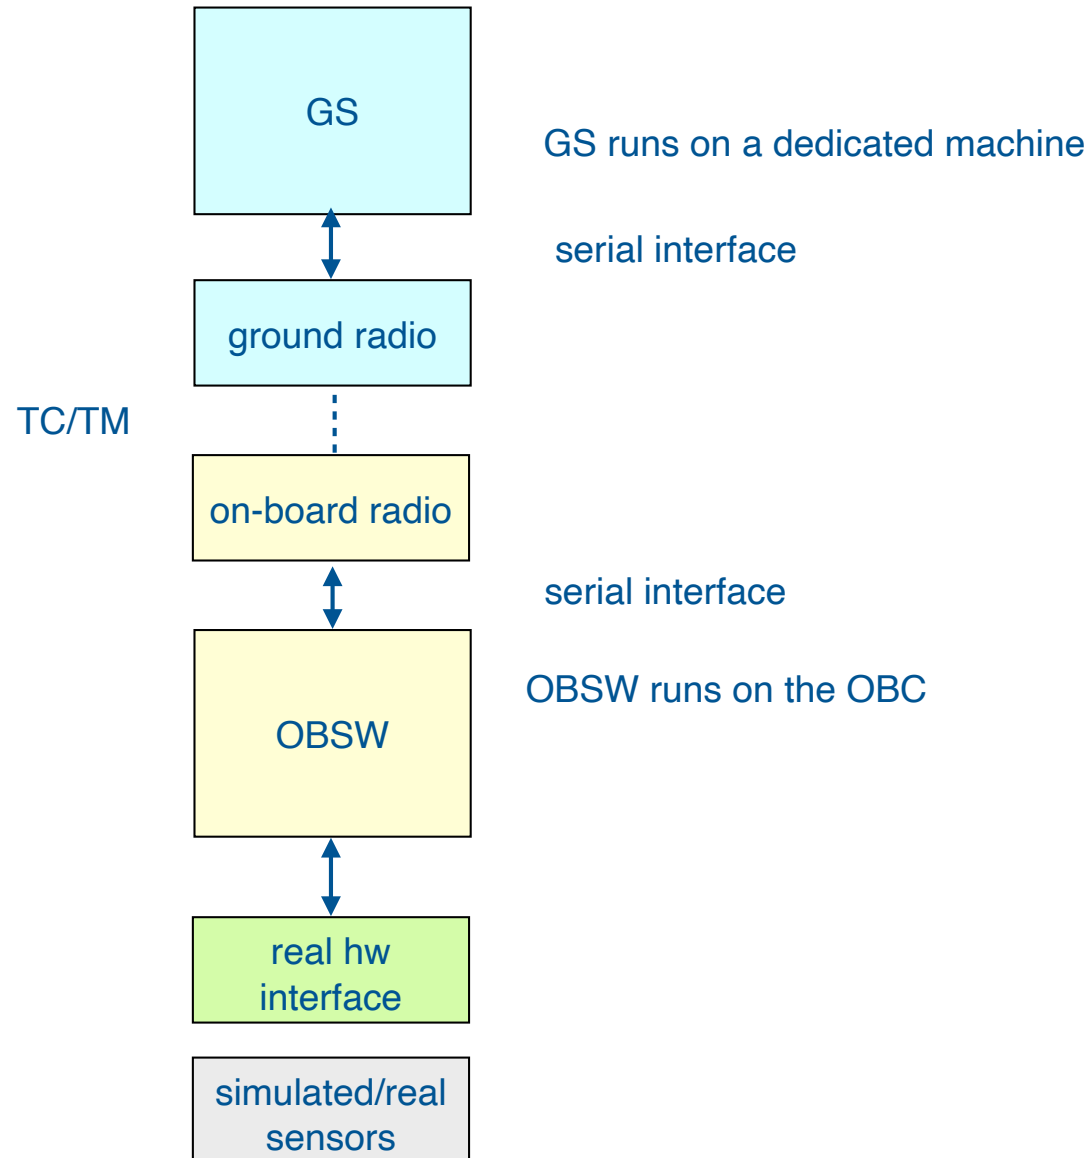 GS
GS runs on a dedicated machine
serial interface
ground radio
TC/TM
on-board radio
serial interface
OBSW runs on the OBC
OBSW
real hw
interface
simulated/real
sensors